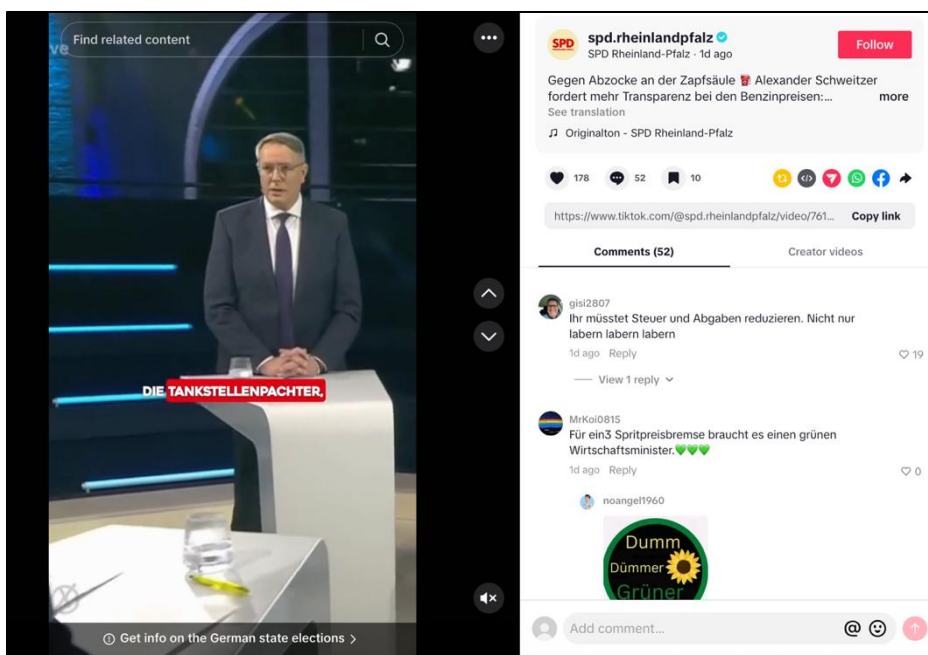 ve
Find related content
DIE TANKSTELLENPACHTER,
Get info on the German state elections >
SPD
spd.rheinlandpfalz
SPD Rheinland-Pfalz · 1d ago
Follow
Gegen Abzocke an der Zapfsäule ⛽ Alexander Schweitzer
fordert mehr Transparenz bei den Benzinpreisen:... more
See translation
Originalton - SPD Rheinland-Pfalz
178 52 10
https://www.tiktok.com/@spd.rheinlandpfalz/video/761... Copy link
Comments (52) Creator videos
gisi2807
Ihr müsstet Steuer und Abgaben reduzieren. Nicht nur
labern labern labern
1d ago Reply 19
View 1 reply
MrKoi0815
Für ein3 Spritpreisbremse braucht es einen grünen
Wirtschaftsminister.💚💚💚
1d ago Reply 0
noangel1960
Dumm
Dümmer
Grüner
Add comment...